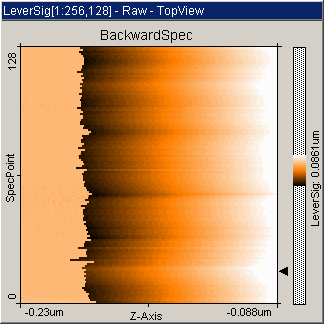 LeverSig[1:256,128] - Raw - TopView
BackwardSpec
128
SpecPoint
0
-0.23um
Z-Axis
-0.088um
LeverSig: 0.0861um